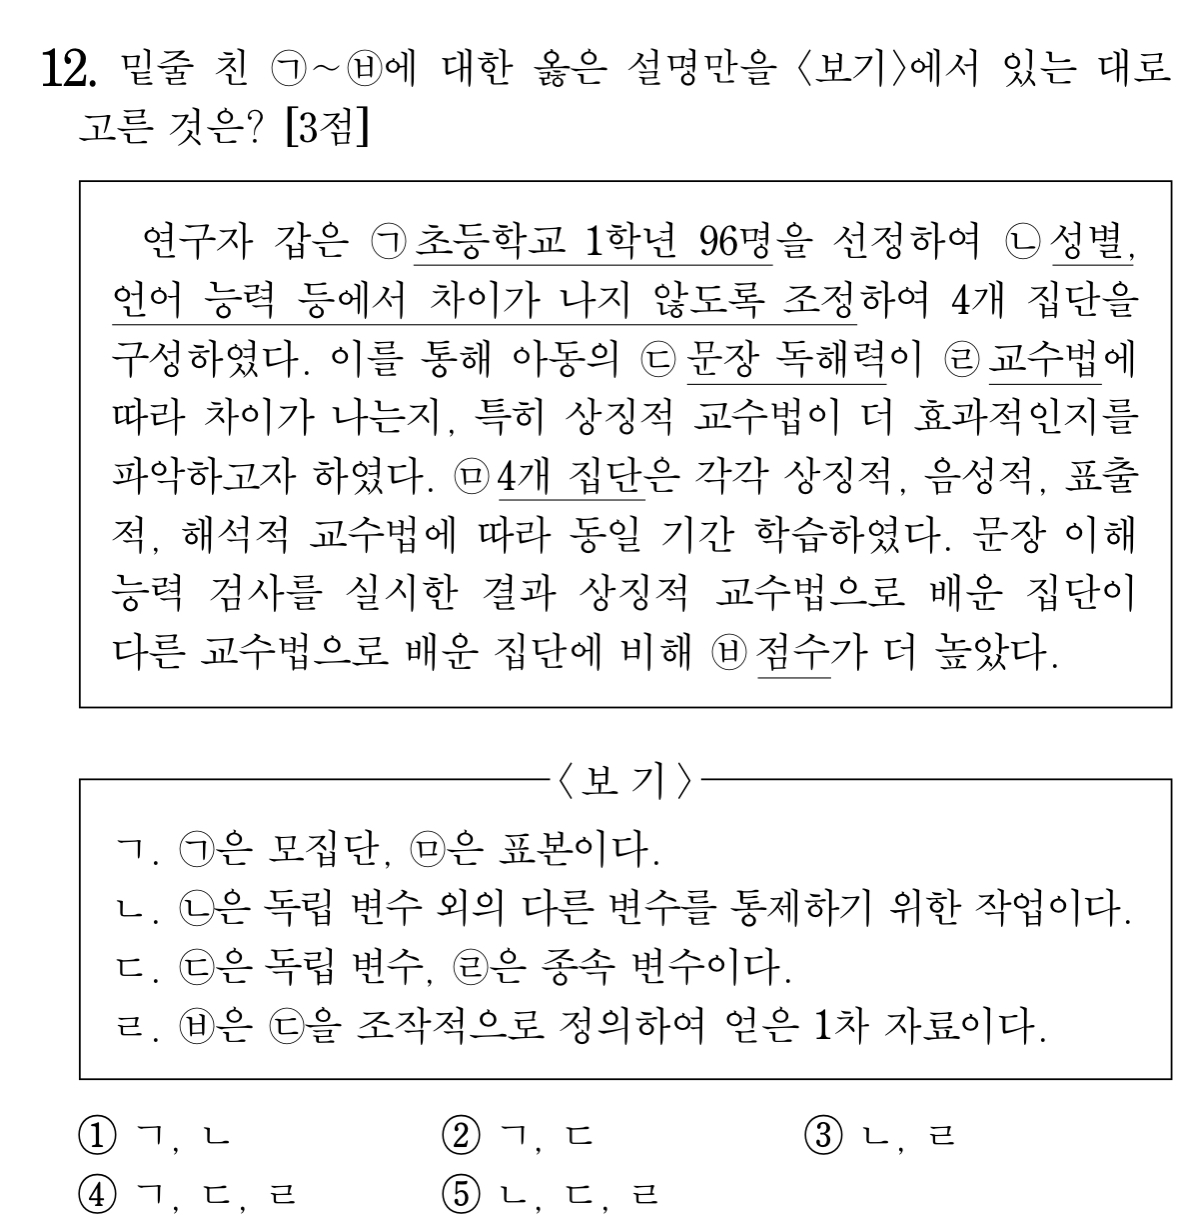 12. 밑줄 친 ㉠~㉥에 대한 옳은 설명만을 〈보기〉에서 있는 대로
고른 것은? [3점]
연구자 갑은 ㉠초등학교 1학년 96명을 선정하여 ㉡성별,
언어 능력 등에서 차이가 나지 않도록 조정하여 4개 집단을
구성하였다. 이를 통해 아동의 ㉢문장 독해력이 ㉣교수법에
따라 차이가 나는지, 특히 상징적 교수법이 더 효과적인지를
파악하고자 하였다. ㉤4개 집단은 각각 상징적, 음성적, 표출
적, 해석적 교수법에 따라 동일 기간 학습하였다. 문장 이해
능력 검사를 실시한 결과 상징적 교수법으로 배운 집단이
다른 교수법으로 배운 집단에 비해 ㉥점수가 더 높았다.
〈보 기〉
ㄱ. ㉠은 모집단, ㉤은 표본이다.
ㄴ. ㉡은 독립 변수 외의 다른 변수를 통제하기 위한 작업이다.
ㄷ. ㉢은 독립 변수, ㉣은 종속 변수이다.
ㄹ. ㉥은 ㉢을 조작적으로 정의하여 얻은 1차 자료이다.
① ㄱ, ㄴ ② ㄱ, ㄷ ③ ㄴ, ㄹ
④ ㄱ, ㄷ, ㄹ ⑤ ㄴ, ㄷ, ㄹ